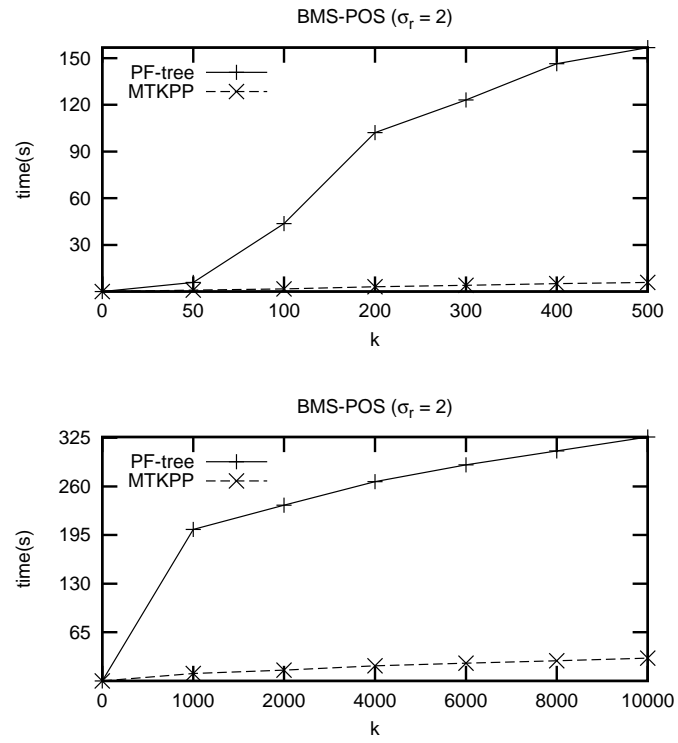 BMS-POS (σr = 2)
PF-tree
MTKPP
time(s)
150
120
90
60
30
0 50 100 200 300 400 500
k
BMS-POS (σr = 2)
PF-tree
MTKPP
time(s)
325
260
195
130
65
0 1000 2000 4000 6000 8000 10000
k